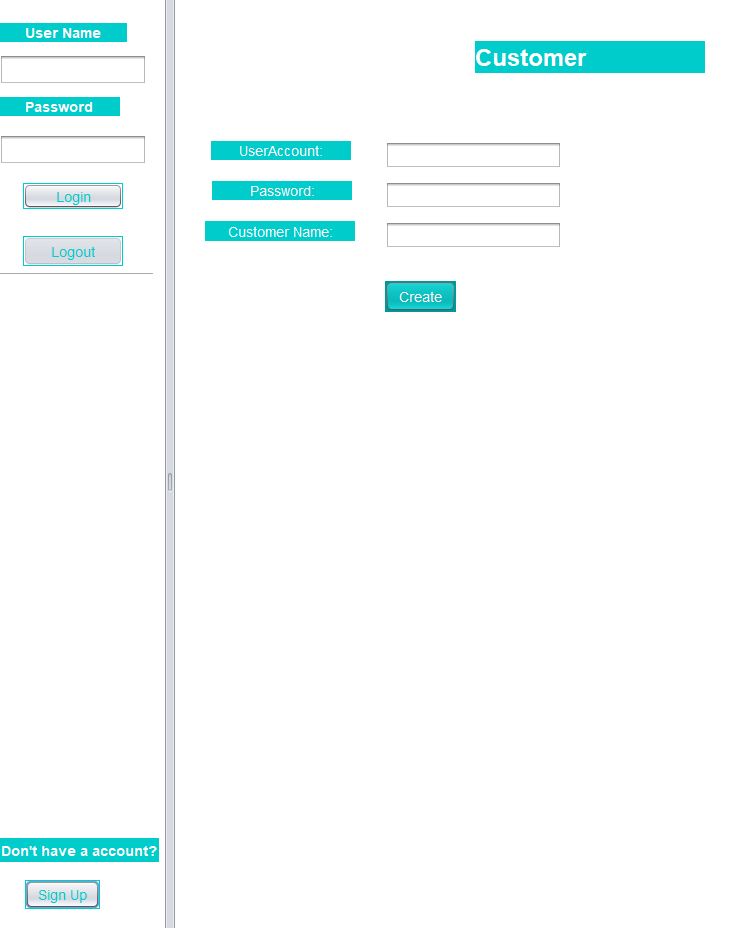 User Name
Password
Login
Logout
Don't have a account?
Sign Up
Customer
UserAccount:
Password:
Customer Name:
Create